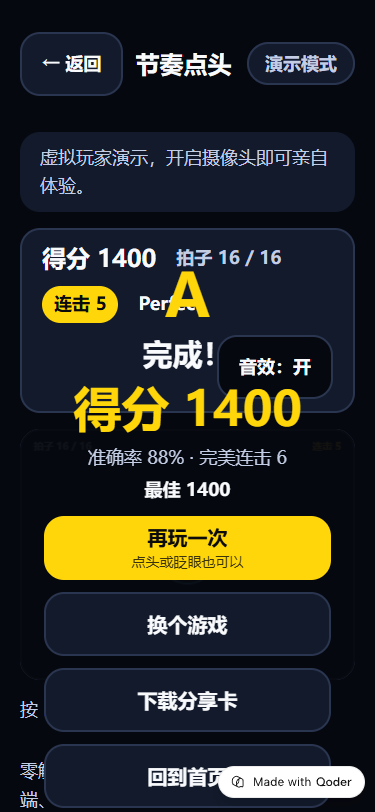 ← 返回
节奏点头
演示模式
虚拟玩家演示，开启摄像头即可亲自
体验。
得分 1400
拍子 16 / 16
连击 5
Perfect
A
完成！
音效：开
得分 1400
准确率 88% · 完美连击 6
最佳 1400
再玩一次
点头或眨眼也可以
换个游戏
下载分享卡
按
回到首页
零
端、
Made with Qoder